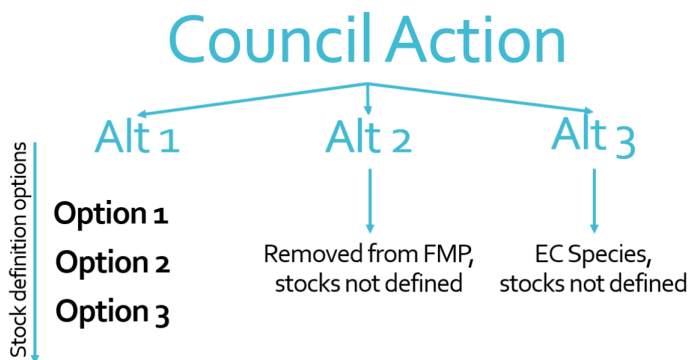 Council Action
Alt 1
Alt 2
Alt 3
Stock definition options
Option 1
Option 2
Option 3
Removed from FMP,
stocks not defined
EC Species,
stocks not defined